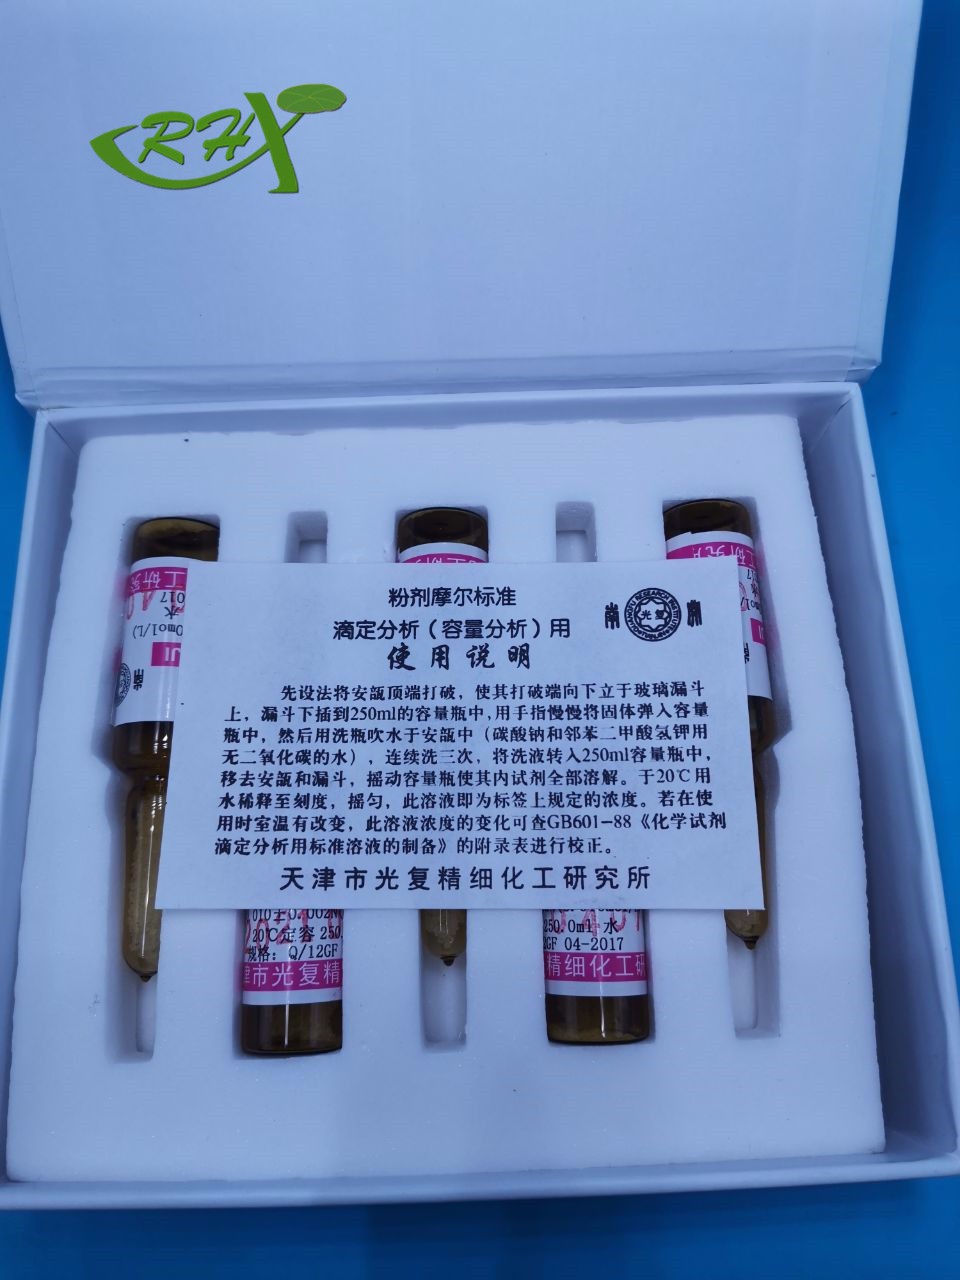 RHX
粉剂摩尔标准
滴定分析（容量分析）用
使用说明
光复
先设法将安瓿顶端打破，使其打破端向下立于玻璃漏斗
上，漏斗下插到250ml的容量瓶中,用手指慢慢将固体弹入容量
瓶中，然后用洗瓶吹水于安瓿中（碳酸钠和邻苯二甲酸氢钾用
无二氧化碳的水），连续洗三次，将洗液转入250ml容量瓶中，
移去安瓿和漏斗，摇动容量瓶使其内试剂全部溶解。于20℃用
水稀释至刻度，摇匀，此溶液即为标签上规定的浓度。若在使
用时室温有改变，此溶液浓度的变化可查GB601-88《化学试剂
滴定分析用标准溶液的制备》的附录表进行校正。
天津市光复精细化工研究所
20℃定容 250.
规格：Q/12GF
津市光复精
250.0ml 水
2GF 04-2017
精细化工研